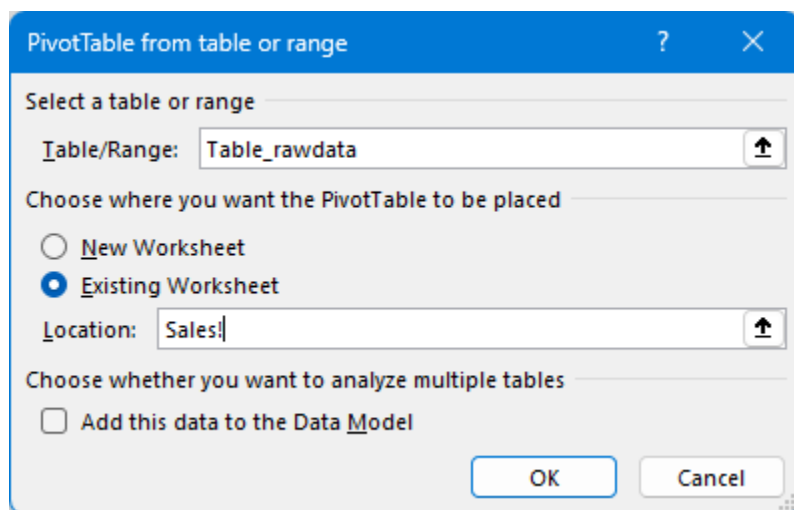 PivotTable from table or range ?
Select a table or range
Table/Range: Table_rawdata
Choose where you want the PivotTable to be placed
New Worksheet
Existing Worksheet
Location: Sales!
Choose whether you want to analyze multiple tables
Add this data to the Data Model
OK Cancel